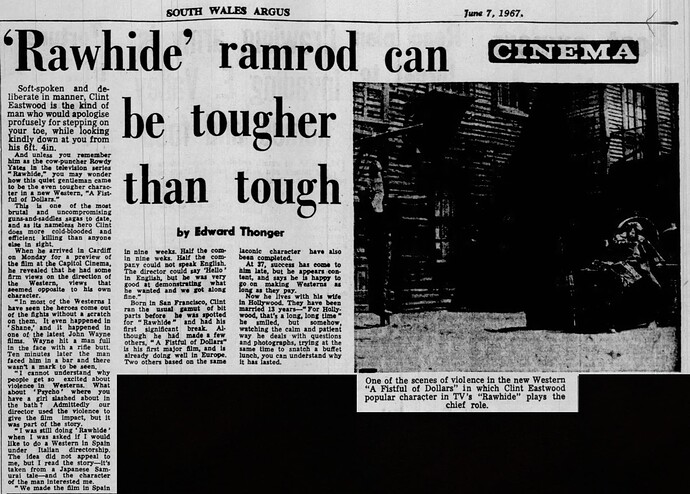 SOUTH WALES ARGUS
June 7, 1967.
'Rawhide' ramrod can
be tougher
than tough
CINEMA
by Edward Thonger
Soft-spoken and de-
liberate in manner, Clint
Eastwood is the kind of
man who would apologise
profusely for stepping on
your toe, while looking
kindly down at you from
his 6ft. 4in.
And unless you remember
him as the cow-puncher Rowdy
Yates in the television series
"Rawhide," you may wonder
how this quiet gentleman came
to be the even tougher charac-
ter in a new Western, "A Fist-
ful of Dollars."
This is one of the most
brutal and uncompromising
guns-and-saddles sagas to date,
and as its nameless hero Clint
does more cold-blooded and
efficient killing than anyone
else in sight.
When he arrived in Cardiff
on Monday for a preview of
the film at the Capitol Cinema,
he revealed that he had some
firm views on the direction of
the Western, views that
seemed opposite to his own
character.
"In most of the Westerns I
have seen the heroes come out
of the fights without a scratch
on them. It even happened in
'Shane,' and it happened in
one of the latest John Wayne
films. Wayne hit a man full
in the face with a rifle butt.
Ten minutes later the man
faced him in a bar and there
wasn't a mark to be seen.
"I cannot understand why
people get so excited about
violence in Westerns. What
about 'Psycho' where you
have a girl slashed about in
the bath? Admittedly our
director used the violence to
give the film impact, but it
was part of the story.
"I was still doing 'Rawhide'
when I was asked if I would
like to do a Western in Spain
under Italian directorship.
The idea did not appeal to
me, but I read the story—it's
taken from a Japanese Sam-
urai tale—and the character
of the man interested me.
"We made the film in Spain
in nine weeks. Half the com-
in nine weks. Half the com-
pany could not speak English.
The director could say 'Hello'
in English, but he was very
good at demonstrating what
he wanted and we got along
fine."
Born in San Francisco, Clint
ran the usual gamut of bit
parts before he was spotted
for "Rawhide" and had his
first significant break. Al-
though he had made a few
others, "A Fistful of Dollars"
is his first major film, and is
already doing well in Europe.
Two others based on the same
laconic character have also
been completed.
At 37, success has come to
him late, but he appears con-
tent, and says he is happy to
go on making Westerns as
long as they pay.
Now he lives with his wife
in Hollywood. They have been
married 13 years—"For Holly-
wood, that's a long, long time"
he smiled, but somehow,
watching the calm and patient
way he deals with questions
and photographs, trying at the
same time to snatch a buffet
lunch, you can understand why
it has lasted.
One of the scenes of violence in the new Western
"A Fistful of Dollars" in which Clint Eastwood
popular character in TV's "Rawhide" plays the
chief role.